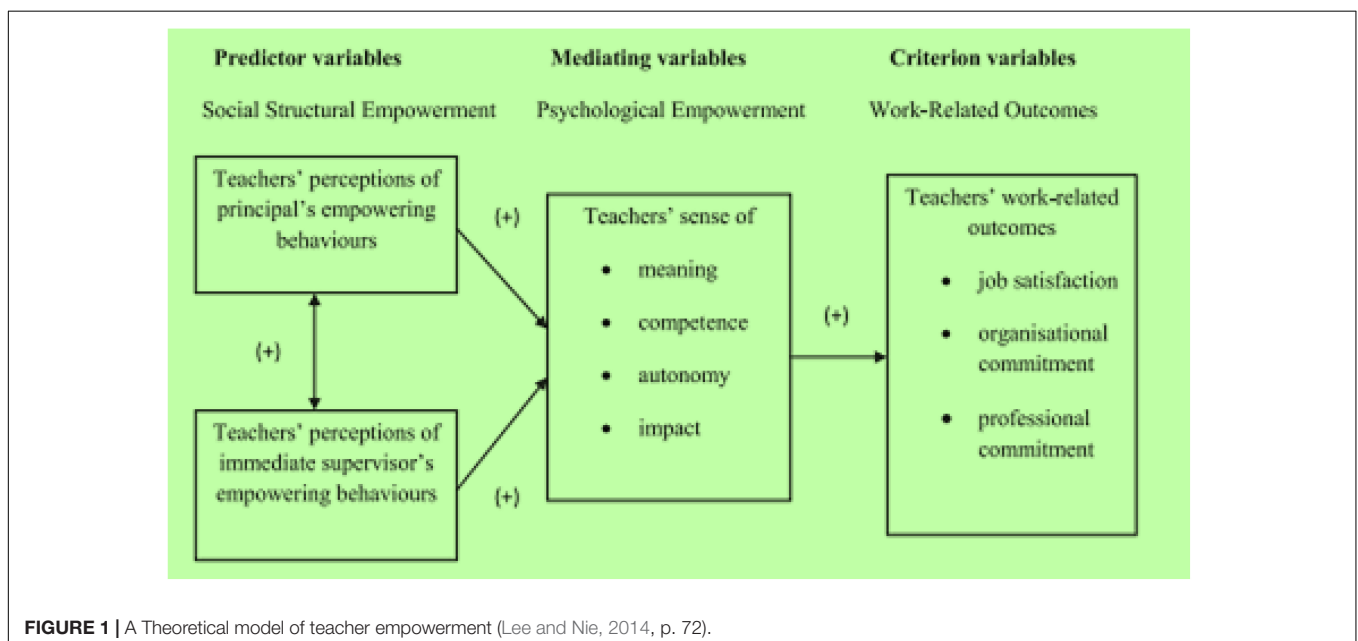 Predictor variables
Mediating variables
Criterion variables
Social Structural Empowerment
Psychological Empowerment
Work-Related Outcomes
Teachers' perceptions of
principal's empowering
behaviours
(+)
(+)
Teachers' perceptions of
immediate supervisor's
empowering behaviours
(+)
Teachers' sense of
• meaning
• competence
• autonomy
• impact
(+)
Teachers' work-related
outcomes
• job satisfaction
• organisational
commitment
• professional
commitment
FIGURE 1 | A Theoretical model of teacher empowerment (Lee and Nie, 2014, p. 72).